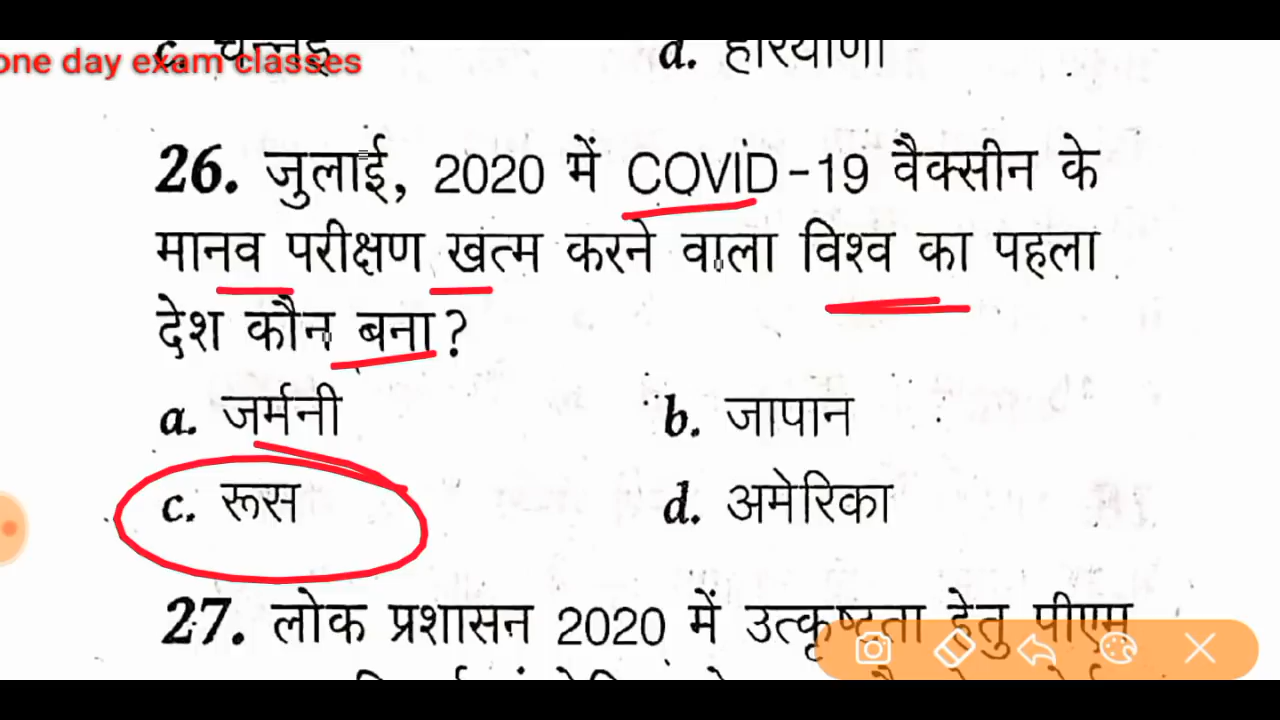 c. चेन्नई d. हरियाणा
one day exam classes
26. जुलाई, 2020 में COVID-19 वैक्सीन के
मानव परीक्षण खत्म करने वाला विश्व का पहला
देश कौन बना?
a. जर्मनी b. जापान
c. रूस d. अमेरिका
27. लोक प्रशासन 2020 में उत्कृष्टता हेतु पीएम